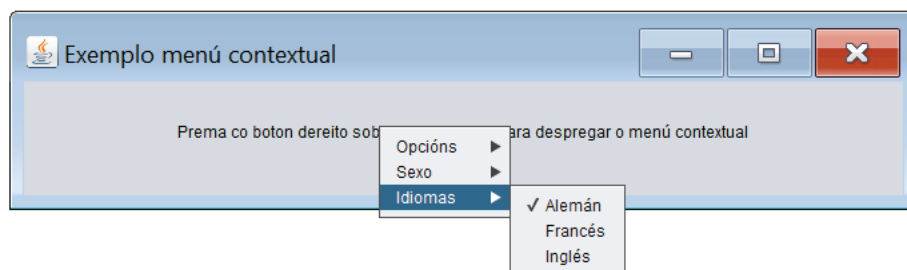 Exemplo menú contextual
Prema co boton dereito sob ara despregar o menú contextual
Opcións
Sexo
Idiomas
Alemán
Francés
Inglés